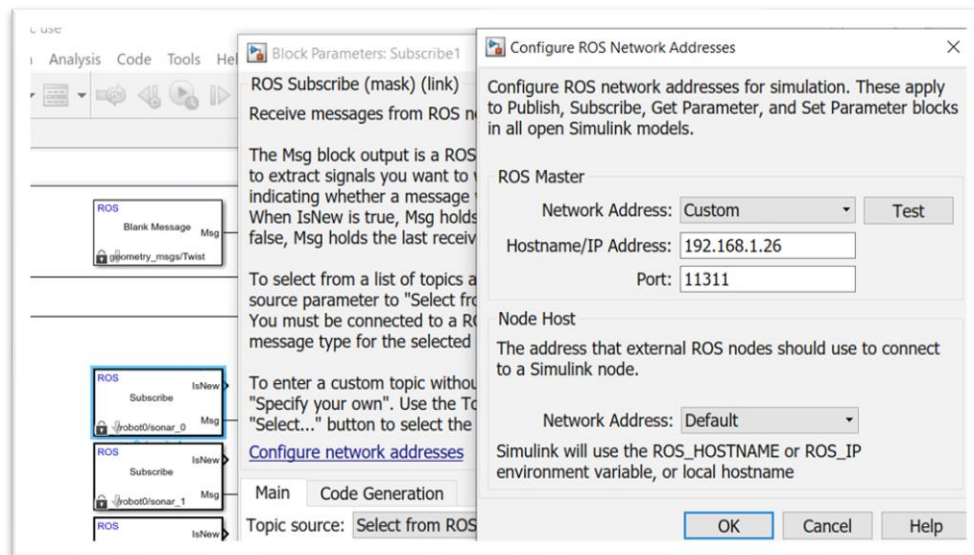 Analysis Code Tools Hel
ROS
Blank Message
Msg
geometry_msgs/Twist
ROS
IsNew
Subscribe
Msg
/robot0/sonar_0
ROS
IsNew
Subscribe
Msg
/robot0/sonar_1
ROS
IsNew
Block Parameters: Subscribe1
ROS Subscribe (mask) (link)
Receive messages from ROS n
The Msg block output is a ROS
to extract signals you want to
indicating whether a message
When IsNew is true, Msg holds
false, Msg holds the last receiv
To select from a list of topics a
source parameter to "Select fro
You must be connected to a RO
message type for the selected
To enter a custom topic withou
"Specify your own". Use the To
"Select..." button to select the
Configure network addresses
Main Code Generation
Topic source: Select from ROS
Configure ROS Network Addresses
Configure ROS network addresses for simulation. These apply
to Publish, Subscribe, Get Parameter, and Set Parameter blocks
in all open Simulink models.
ROS Master
Network Address: Custom
Test
Hostname/IP Address: 192.168.1.26
Port: 11311
Node Host
The address that external ROS nodes should use to connect
to a Simulink node.
Network Address: Default
Simulink will use the ROS_HOSTNAME or ROS_IP
environment variable, or local hostname
OK Cancel Help